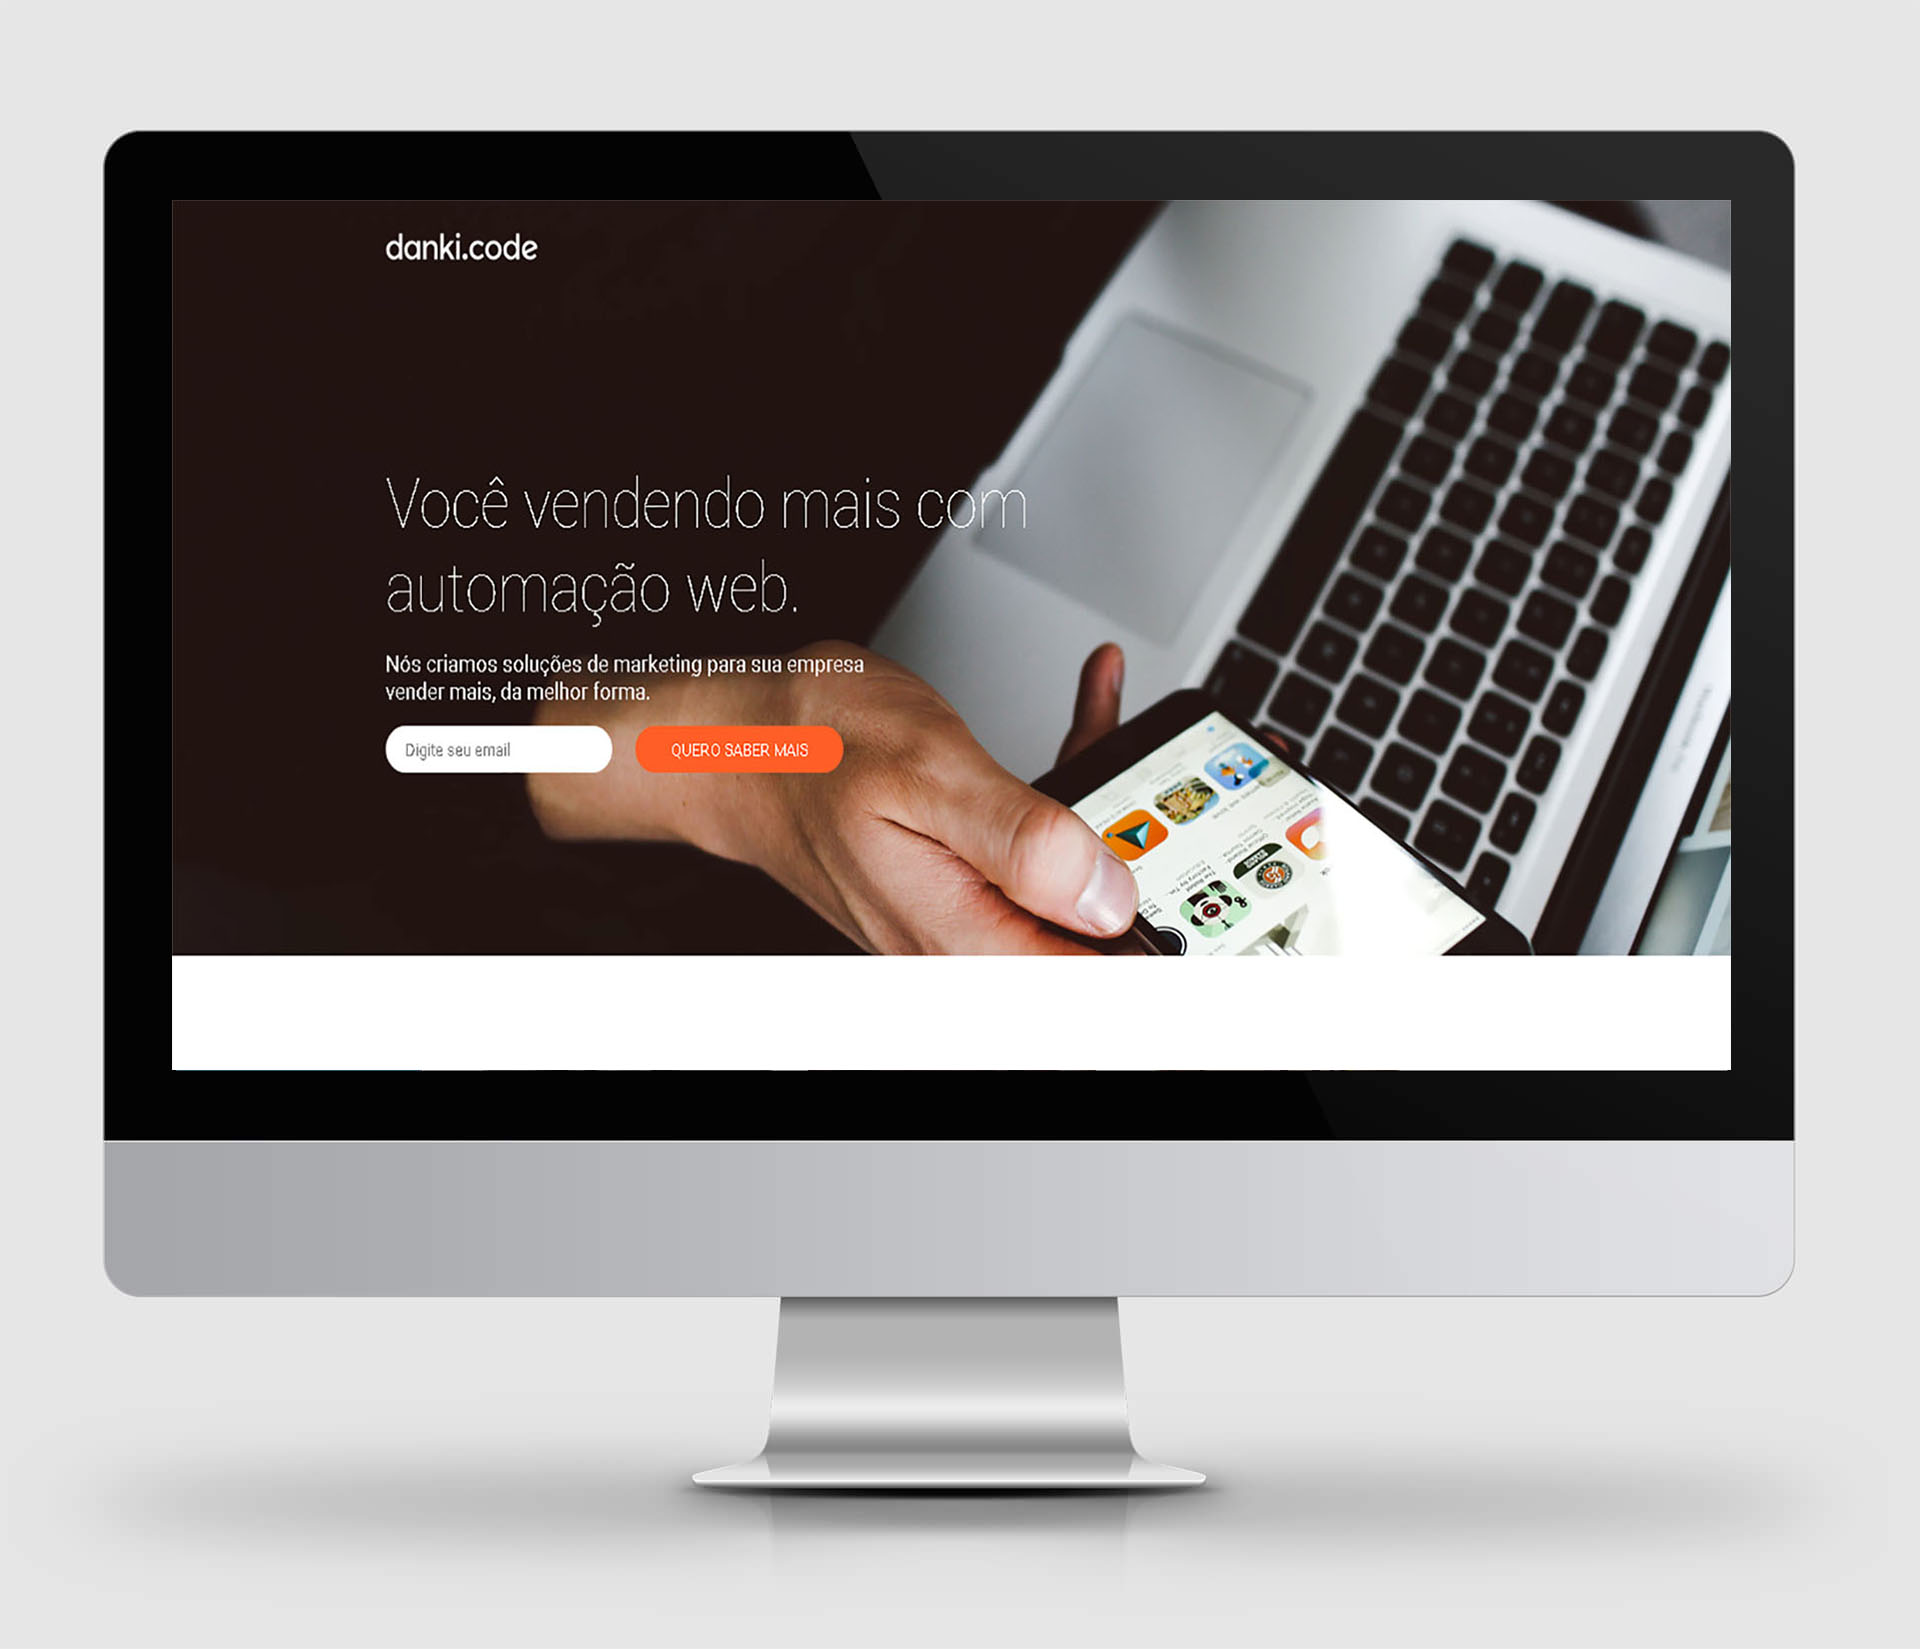 danki.code
Você vendendo mais com
automação web.
Nós criamos soluções de marketing para sua empresa
vender mais, da melhor forma.
Digite seu email
QUERO SABER MAIS